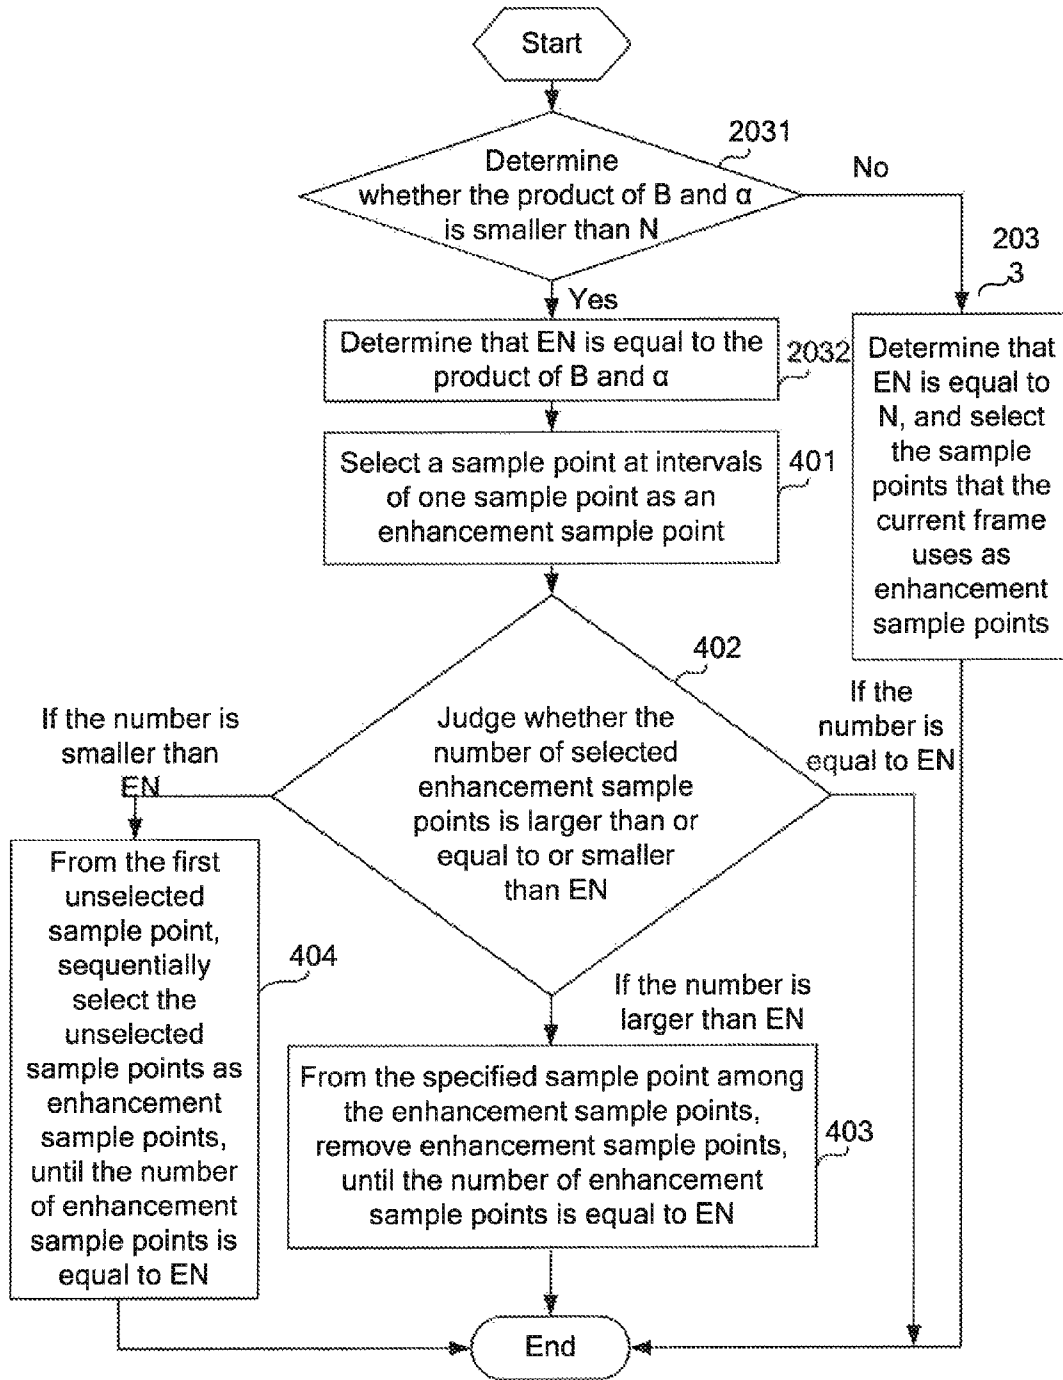 Start
2031
Determine
whether the product of B and α
is smaller than N
No
203
3
Yes
Determine that EN is equal to the
product of B and α
2032
Determine that
EN is equal to
N, and select
the sample
points that the
current frame
uses as
enhancement
sample points
Select a sample point at intervals
of one sample point as an
enhancement sample point
401
402
Judge whether the
number of selected
enhancement sample
points is larger than or
equal to or smaller
than EN
If the number is
smaller than
EN
If the
number is
equal to EN
From the first
unselected
sample point,
sequentially
select the
unselected
sample points as
enhancement
sample points,
until the number
of enhancement
sample points is
equal to EN
404
If the number is
larger than EN
From the specified sample point among
the enhancement sample points,
remove enhancement sample points,
until the number of enhancement
sample points is equal to EN
403
End